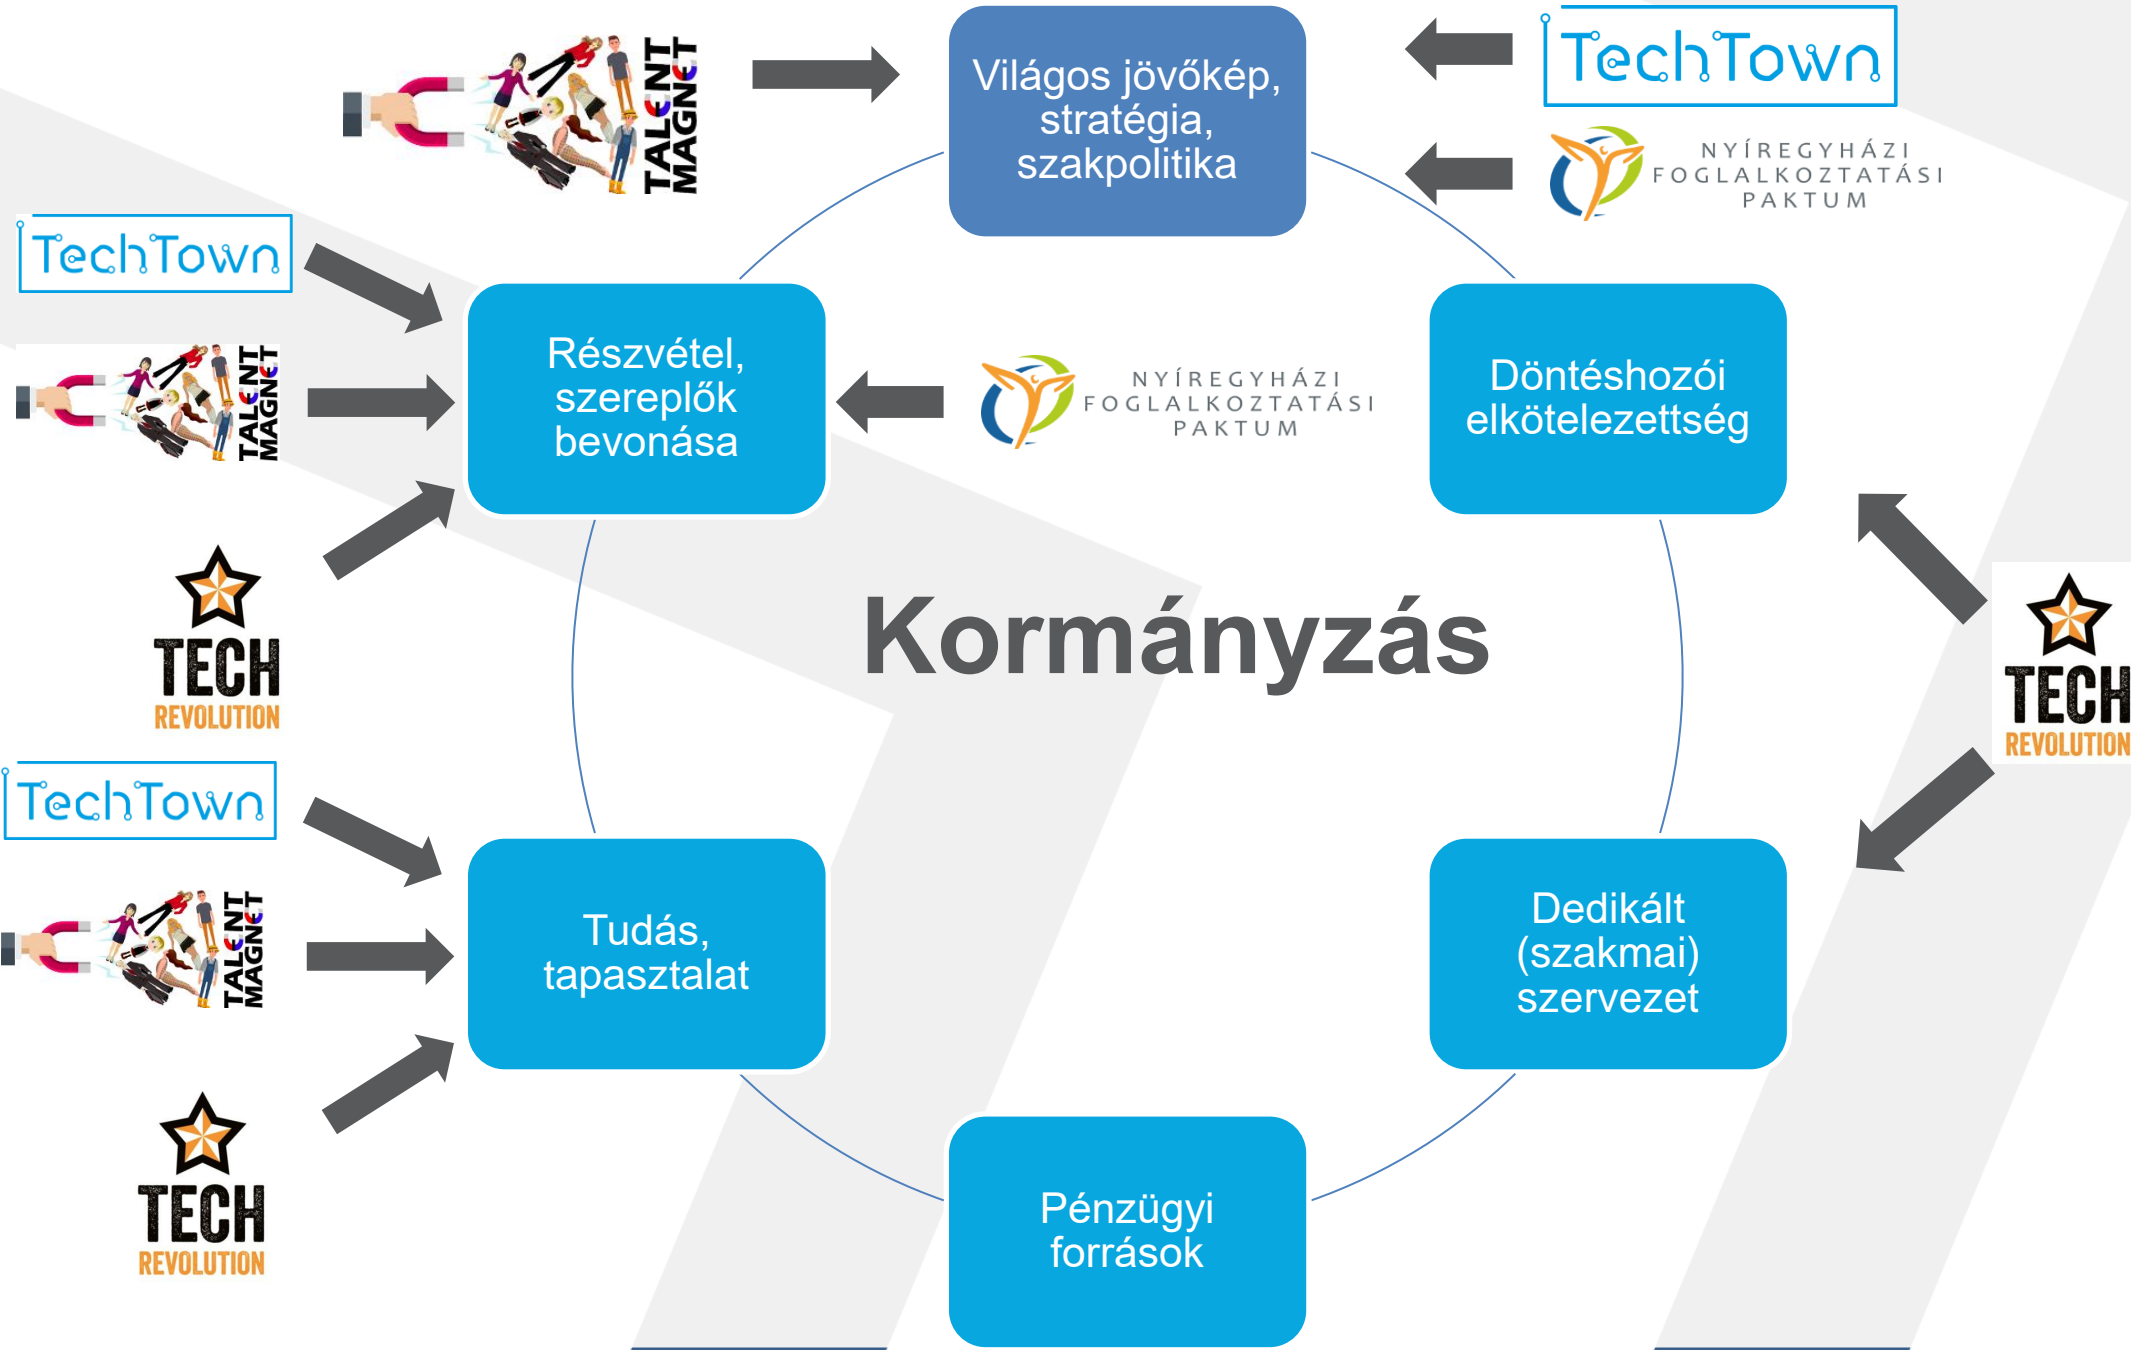 TALENT
MAGNET
Világos jövőkép,
stratégia,
szakpolitika
TechTown
NYÍREGYHÁZI
FOGLALKOZTATÁSI
PAKTUM
TechTown
TALENT
MAGNET
TECH
REVOLUTION
Részvétel,
szereplők
bevonása
NYÍREGYHÁZI
FOGLALKOZTATÁSI
PAKTUM
Döntéshozói
elkötelezettség
Kormányzás
TECH
REVOLUTION
TechTown
TALENT
MAGNET
TECH
REVOLUTION
Tudás,
tapasztalat
Dedikált
(szakmai)
szervezet
Pénzügyi
források